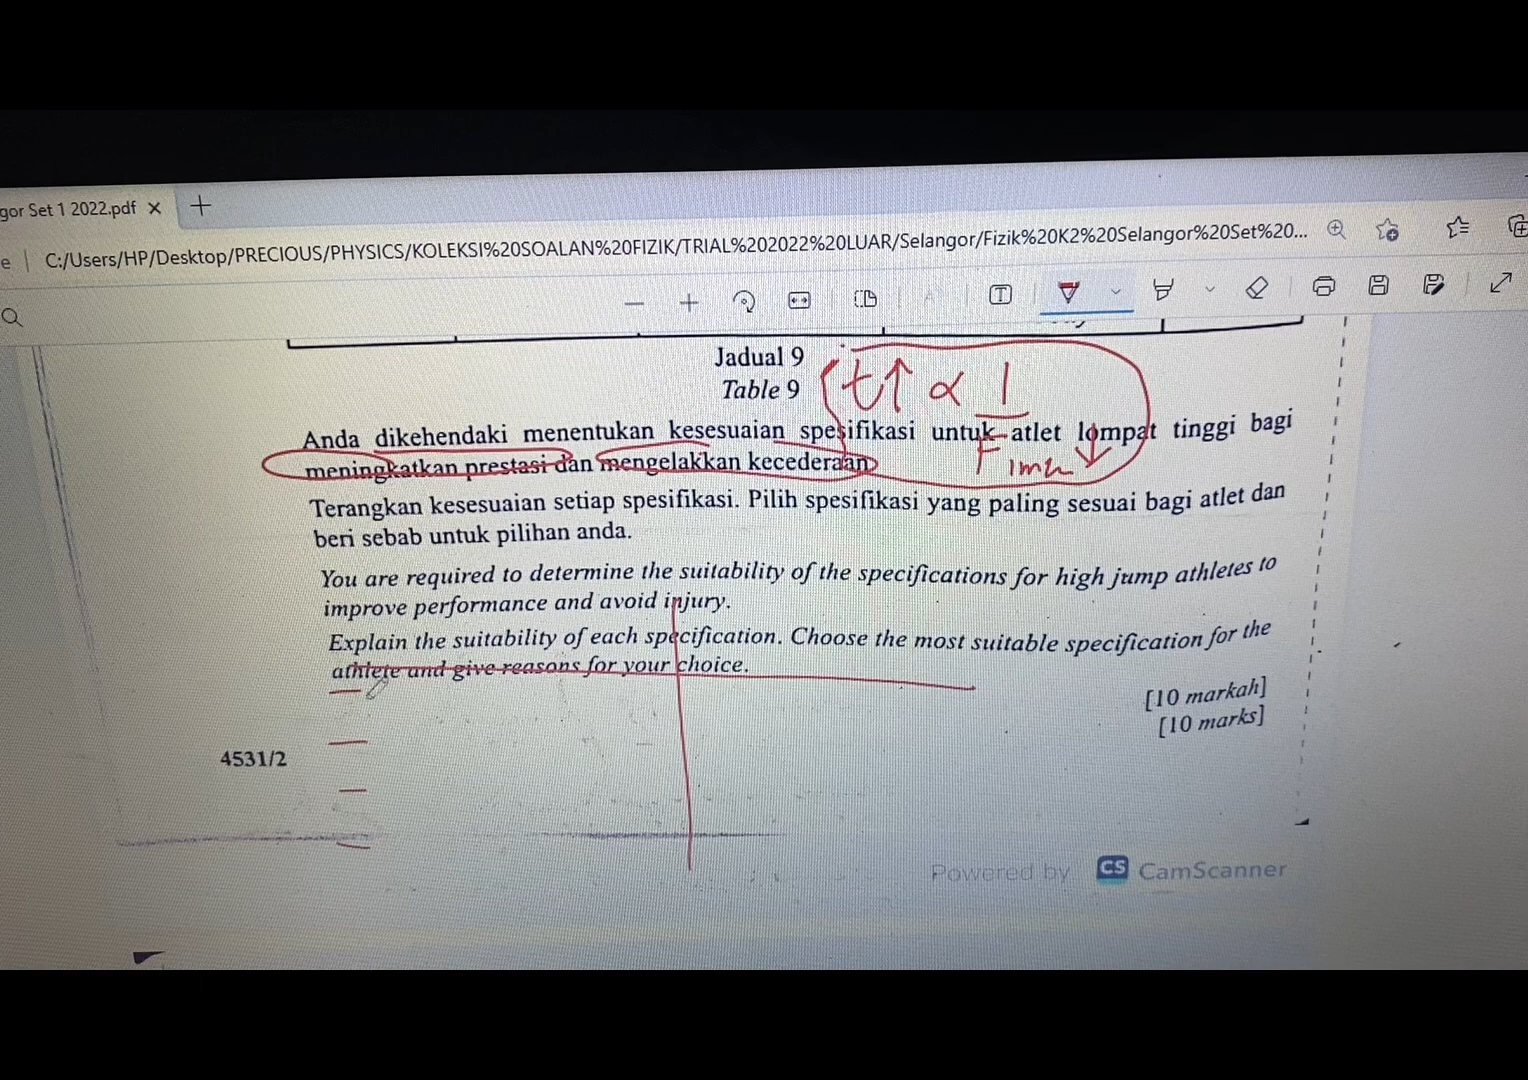 gor Set 1 2022.pdf
C:/Users/HP/Desktop/PRECIOUS/PHYSICS/KOLEKSI%20SOALAN%20FIZIK/TRIAL%202022%20LUAR/Selangor/Fizik%20K2%20Selangor%20Set%20...
Jadual 9
Table 9
t↑ ∝ 1
F imp ↓
Anda dikehendaki menentukan kesesuaian spesifikasi untuk atlet lompat tinggi bagi
meningkatkan prestasi dan mengelakkan kecederaan
Terangkan kesesuaian setiap spesifikasi. Pilih spesifikasi yang paling sesuai bagi atlet dan
beri sebab untuk pilihan anda.
You are required to determine the suitability of the specifications for high jump athletes to
improve performance and avoid injury.
Explain the suitability of each specification. Choose the most suitable specification for the
athlete and give reasons for your choice.
[10 markah]
[10 marks]
4531/2
Powered by CS CamScanner